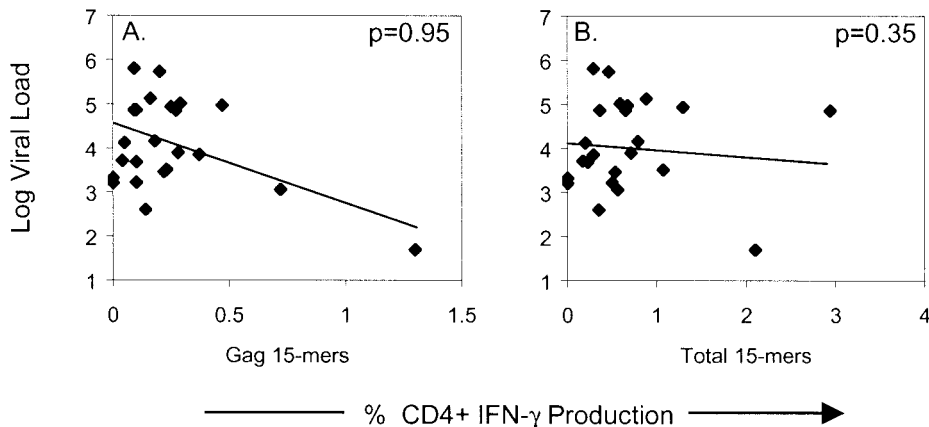 A.
p=0.95
B.
p=0.35
Log Viral Load
7
6
5
4
3
2
1
0
0.5
1
1.5
Gag 15-mers
7
6
5
4
3
2
1
0
1
2
3
4
Total 15-mers
% CD4+ IFN-γ Production